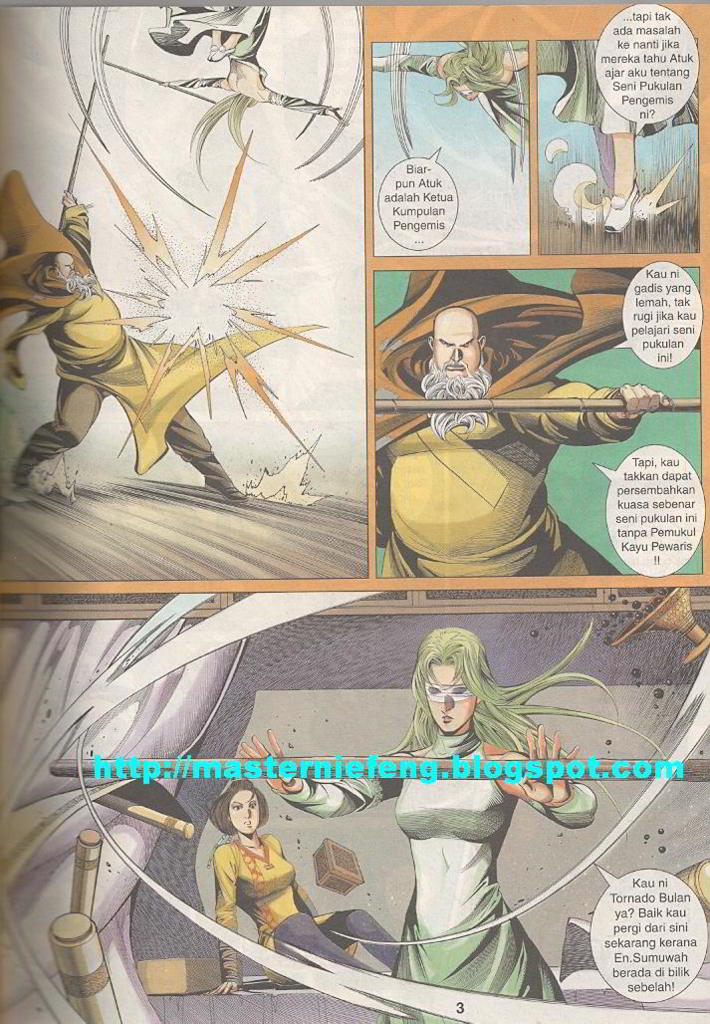 Biar-
pun Atuk
adalah Ketua
Kumpulan
Pengemis
...
...tapi tak
ada masalah
ke nanti jika
mereka tahu Atuk
ajar aku tentang
Seni Pukulan
Pengemis
ni?
Kau ni
gadis yang
lemah, tak
rugi jika kau
pelajari seni
pukulan
ini!
Tapi, kau
takkan dapat
persembahkan
kuasa sebenar
seni pukulan ini
tanpa Pemukul
Kayu Pewaris
!!
http://masterniefeng.blogspot.com
Kau ni
Tornado Bulan
ya? Baik kau
pergi dari sini
sekarang kerana
En.Sumuwah
berada di bilik
sebelah!
3